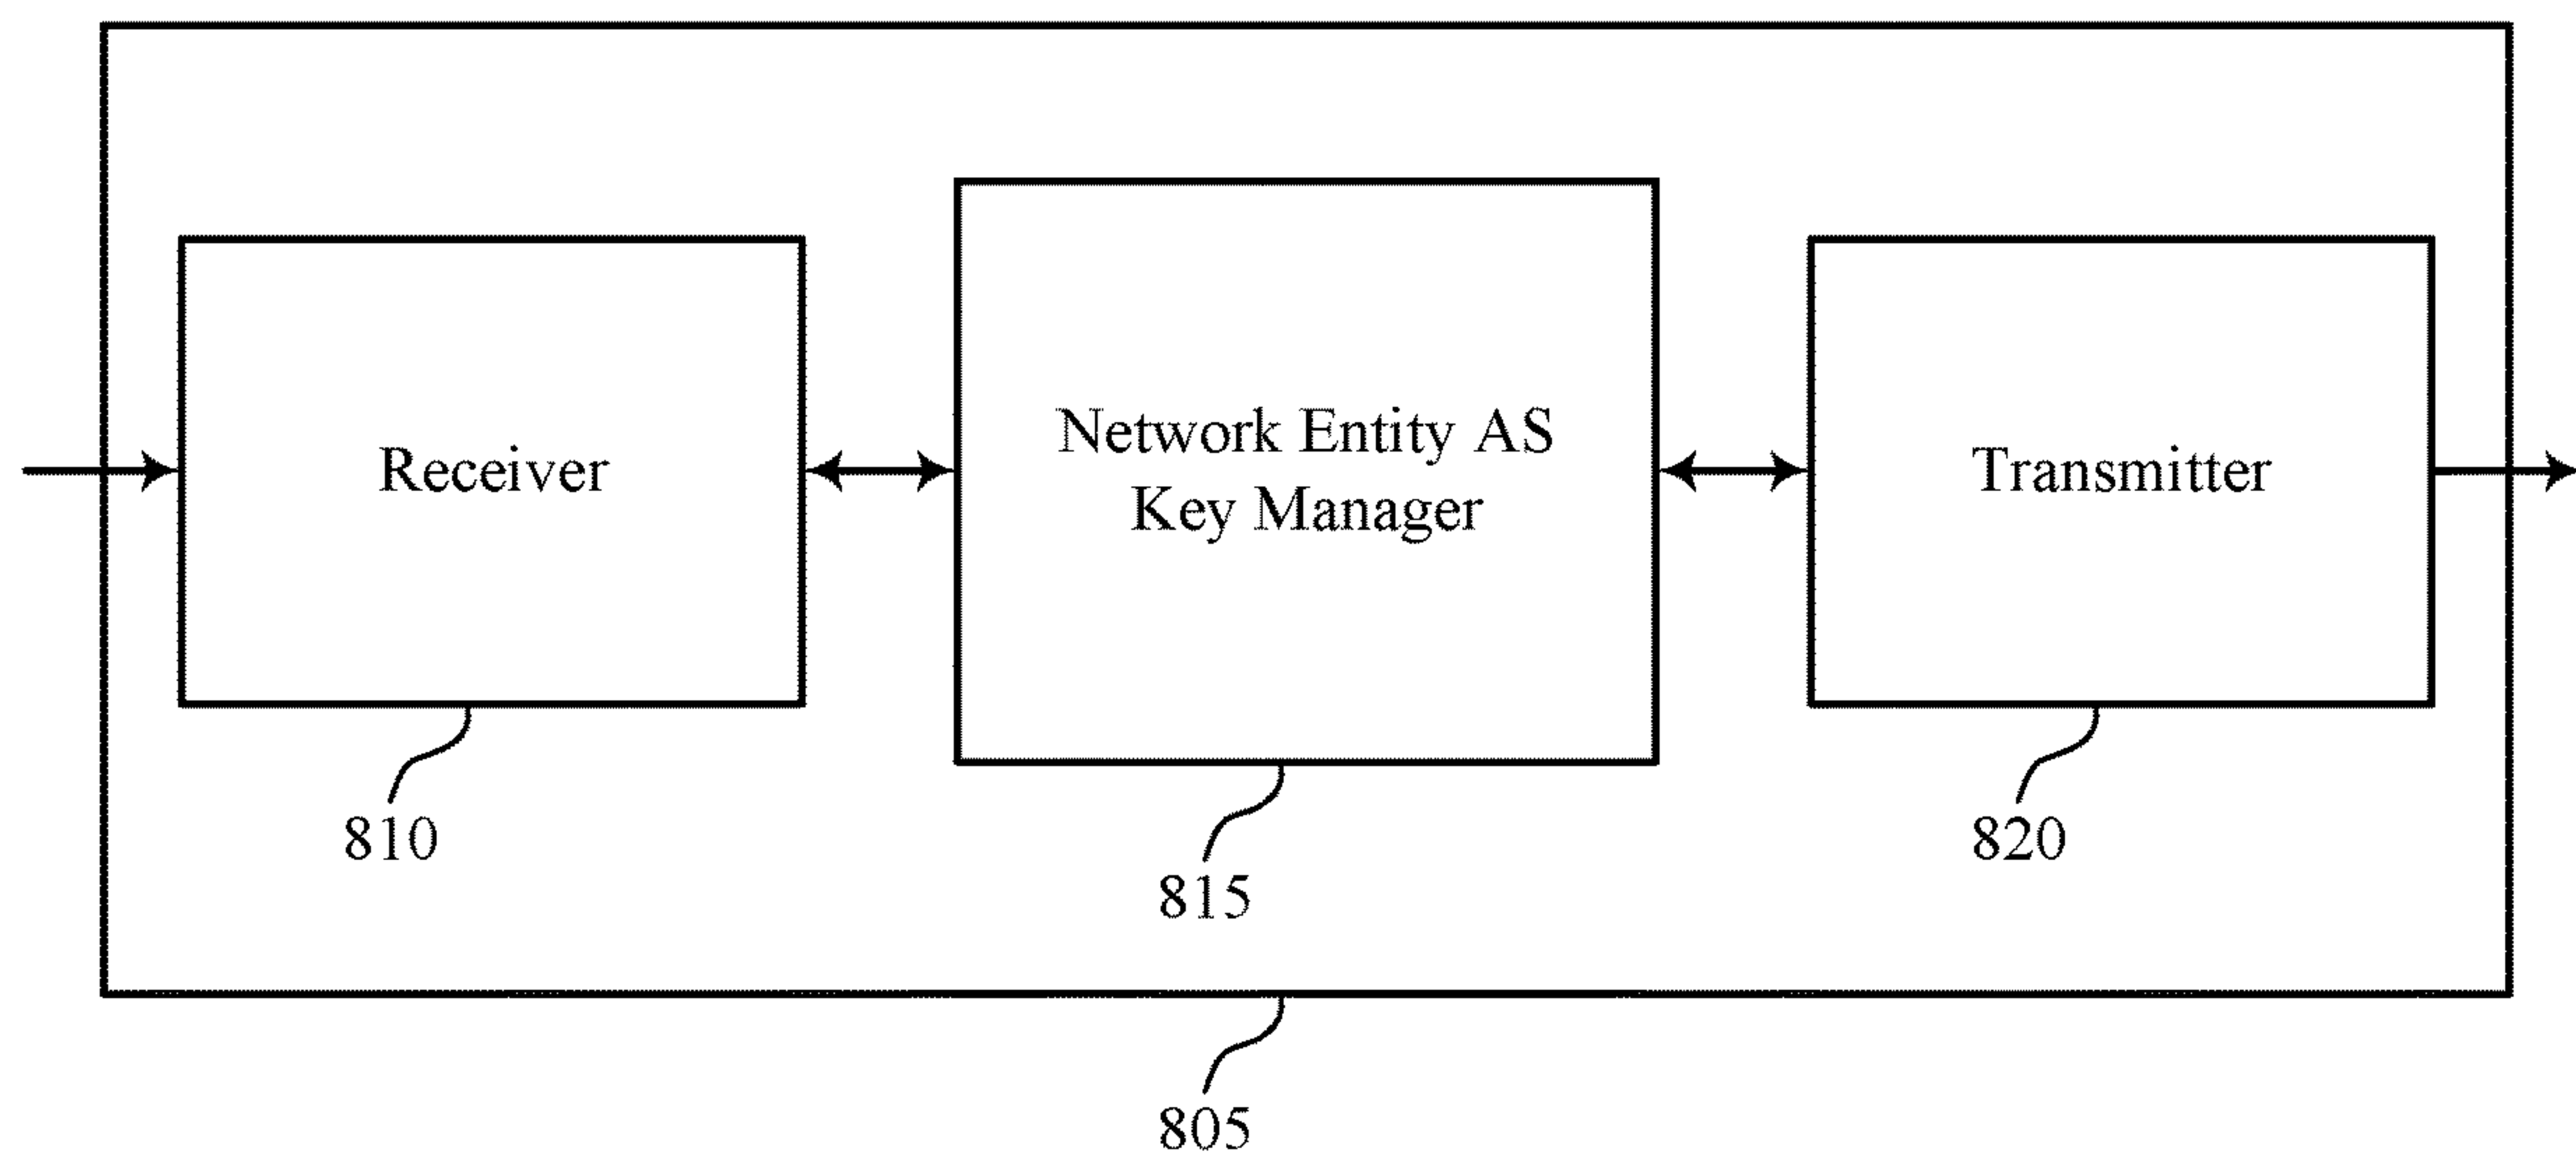 Receiver
Network Entity AS
Key Manager
Transmitter
810
815
820
805